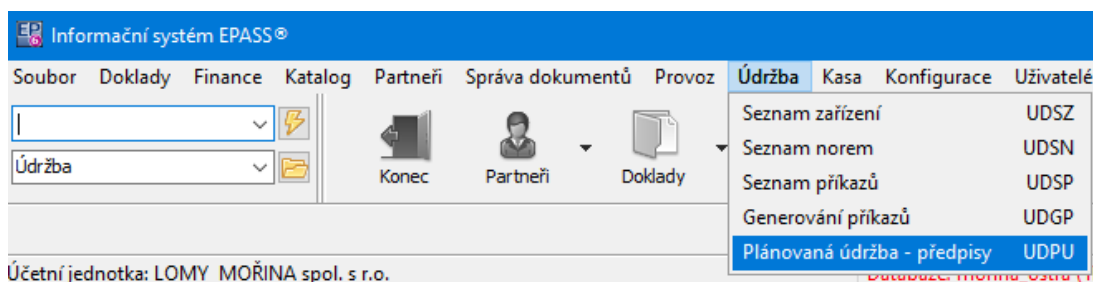 Informační systém EPASS®
Soubor Doklady Finance Katalog Partneři Správa dokumentů Provoz Údržba Kasa Konfigurace Uživatelé
Seznam zařízení UDSZ
Seznam norem UDSN
Údržba
Konec Partneři Doklady
Seznam příkazů UDSP
Generování příkazů UDGP
Plánovaná údržba - předpisy UDPU
Účetní jednotka: LOMY MOŘINA spol. s r.o.